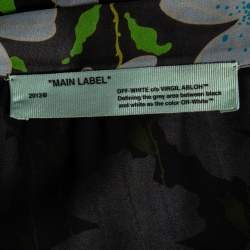 "MAIN LABEL"
2013® OFF-WHITE c/o VIRGIL ABLOH™
Defining the grey area between black
and white as the color Off-White™